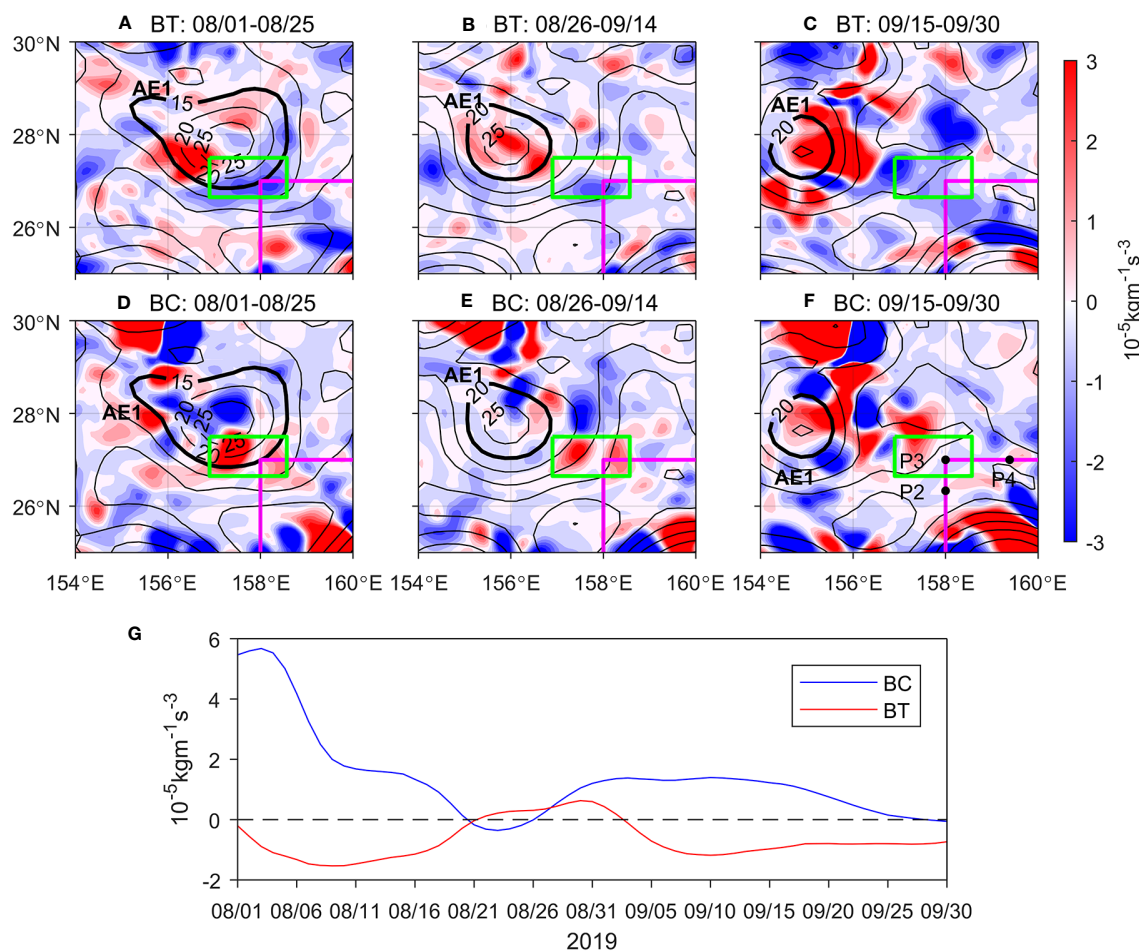 A BT: 08/01-08/25
B BT: 08/26-09/14
C BT: 09/15-09/30
30°N
28°N
26°N
AE1
15
20
25
25
20
AE1
20
25
AE1
20
3
2
1
0
-1
-2
-3
10⁻⁵kgm⁻¹s⁻³
D BC: 08/01-08/25
E BC: 08/26-09/14
F BC: 09/15-09/30
30°N
28°N
26°N
AE1
15
20
25
25
20
AE1
20
25
AE1
20
P3
P2
P4
154°E 156°E 158°E 160°E
154°E 156°E 158°E 160°E
154°E 156°E 158°E 160°E
G
10⁻⁵kgm⁻¹s⁻³
6
4
2
0
-2
BC
BT
08/01 08/06 08/11 08/16 08/21 08/26 08/31 09/05 09/10 09/15 09/20 09/25 09/30
2019